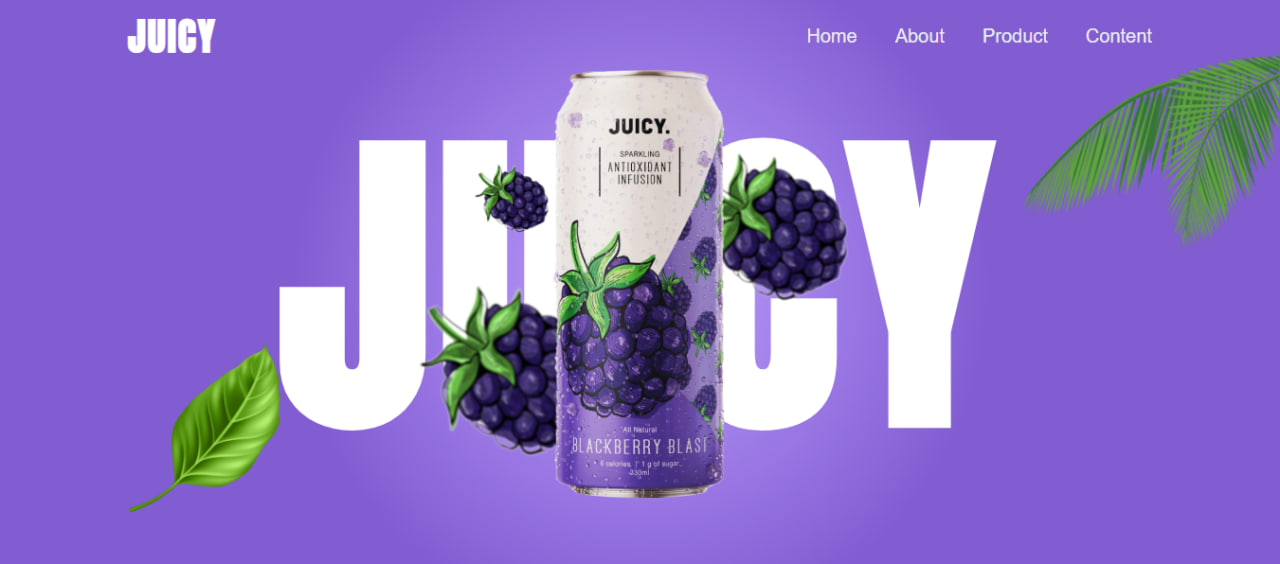 JUICY
Home About Product Content
JUICY
JUICY.
SPARKLING
ANTIOXIDANT
INFUSION
All Natural
BLACKBERRY BLAST
6 calories | 1 g of sugar
330ml